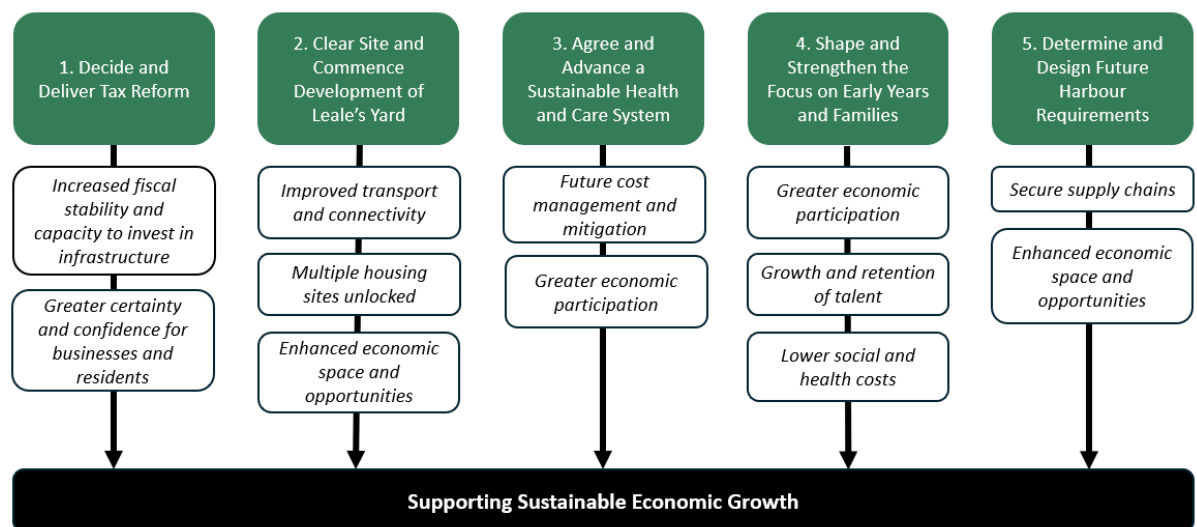 1. Decide and
Deliver Tax Reform
Increased fiscal
stability and
capacity to invest in
infrastructure
Greater certainty
and confidence for
businesses and
residents
2. Clear Site and
Commence
Development of
Leale’s Yard
Improved transport
and connectivity
Multiple housing
sites unlocked
Enhanced economic
space and
opportunities
3. Agree and
Advance a
Sustainable Health
and Care System
Future cost
management and
mitigation
Greater economic
participation
4. Shape and
Strengthen the
Focus on Early Years
and Families
Greater economic
participation
Growth and retention
of talent
Lower social and
health costs
5. Determine and
Design Future
Harbour
Requirements
Secure supply chains
Enhanced economic
space and
opportunities
Supporting Sustainable Economic Growth